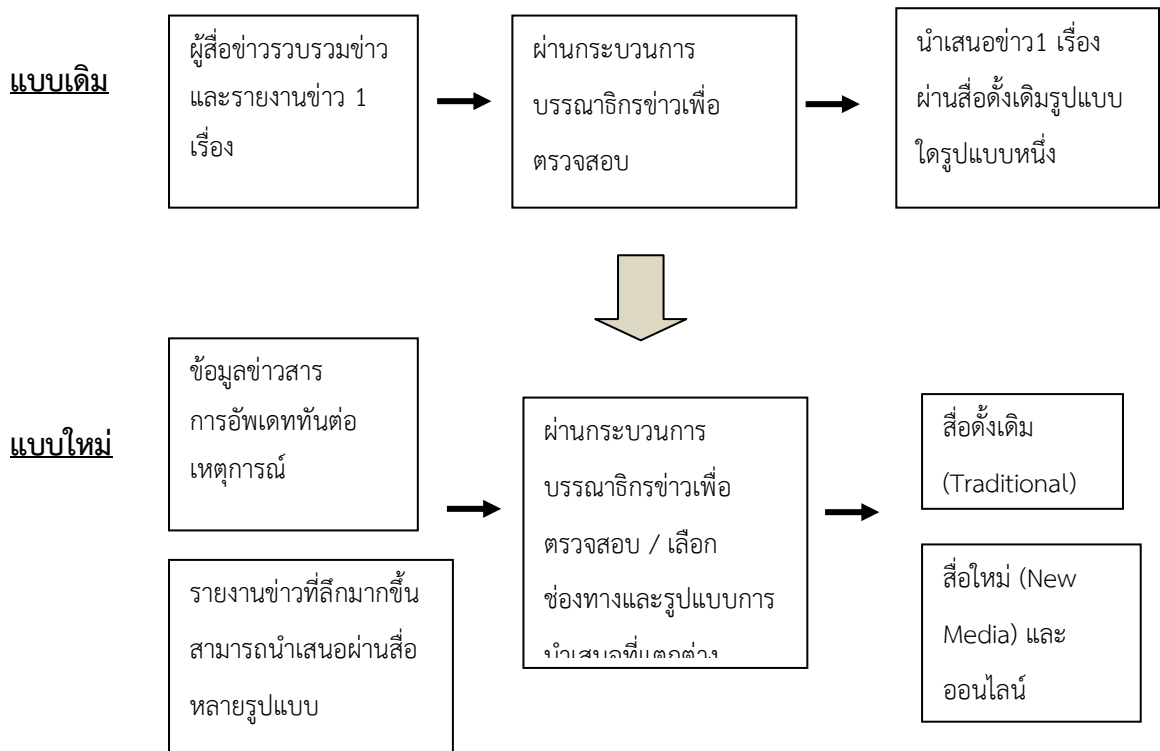 แบบเดิม
ผู้สื่อข่าวรวบรวมข่าว
และรายงานข่าว 1
เรื่อง
ผ่านกระบวนการ
บรรณาธิกรข่าวเพื่อ
ตรวจสอบ
นำเสนอข่าว1 เรื่อง
ผ่านสื่อดั้งเดิมรูปแบบ
ใดรูปแบบหนึ่ง
แบบใหม่
ข้อมูลข่าวสาร
การอัพเดททันต่อ
เหตุการณ์
รายงานข่าวที่ลึกมากขึ้น
สามารถนำเสนอผ่านสื่อ
หลายรูปแบบ
ผ่านกระบวนการ
บรรณาธิกรข่าวเพื่อ
ตรวจสอบ / เลือก
ช่องทางและรูปแบบการ
นำเสนอที่แตกต่าง
สื่อดั้งเดิม
(Traditional)
สื่อใหม่ (New
Media) และ
ออนไลน์